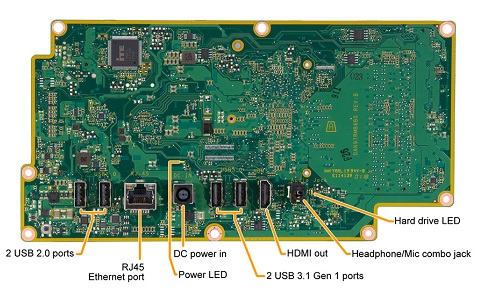 ITE
Hard drive LED
2 USB 2.0 ports
RJ45
Ethernet port
DC power in
Power LED
HDMI out
2 USB 3.1 Gen 1 ports
Headphone/Mic combo jack